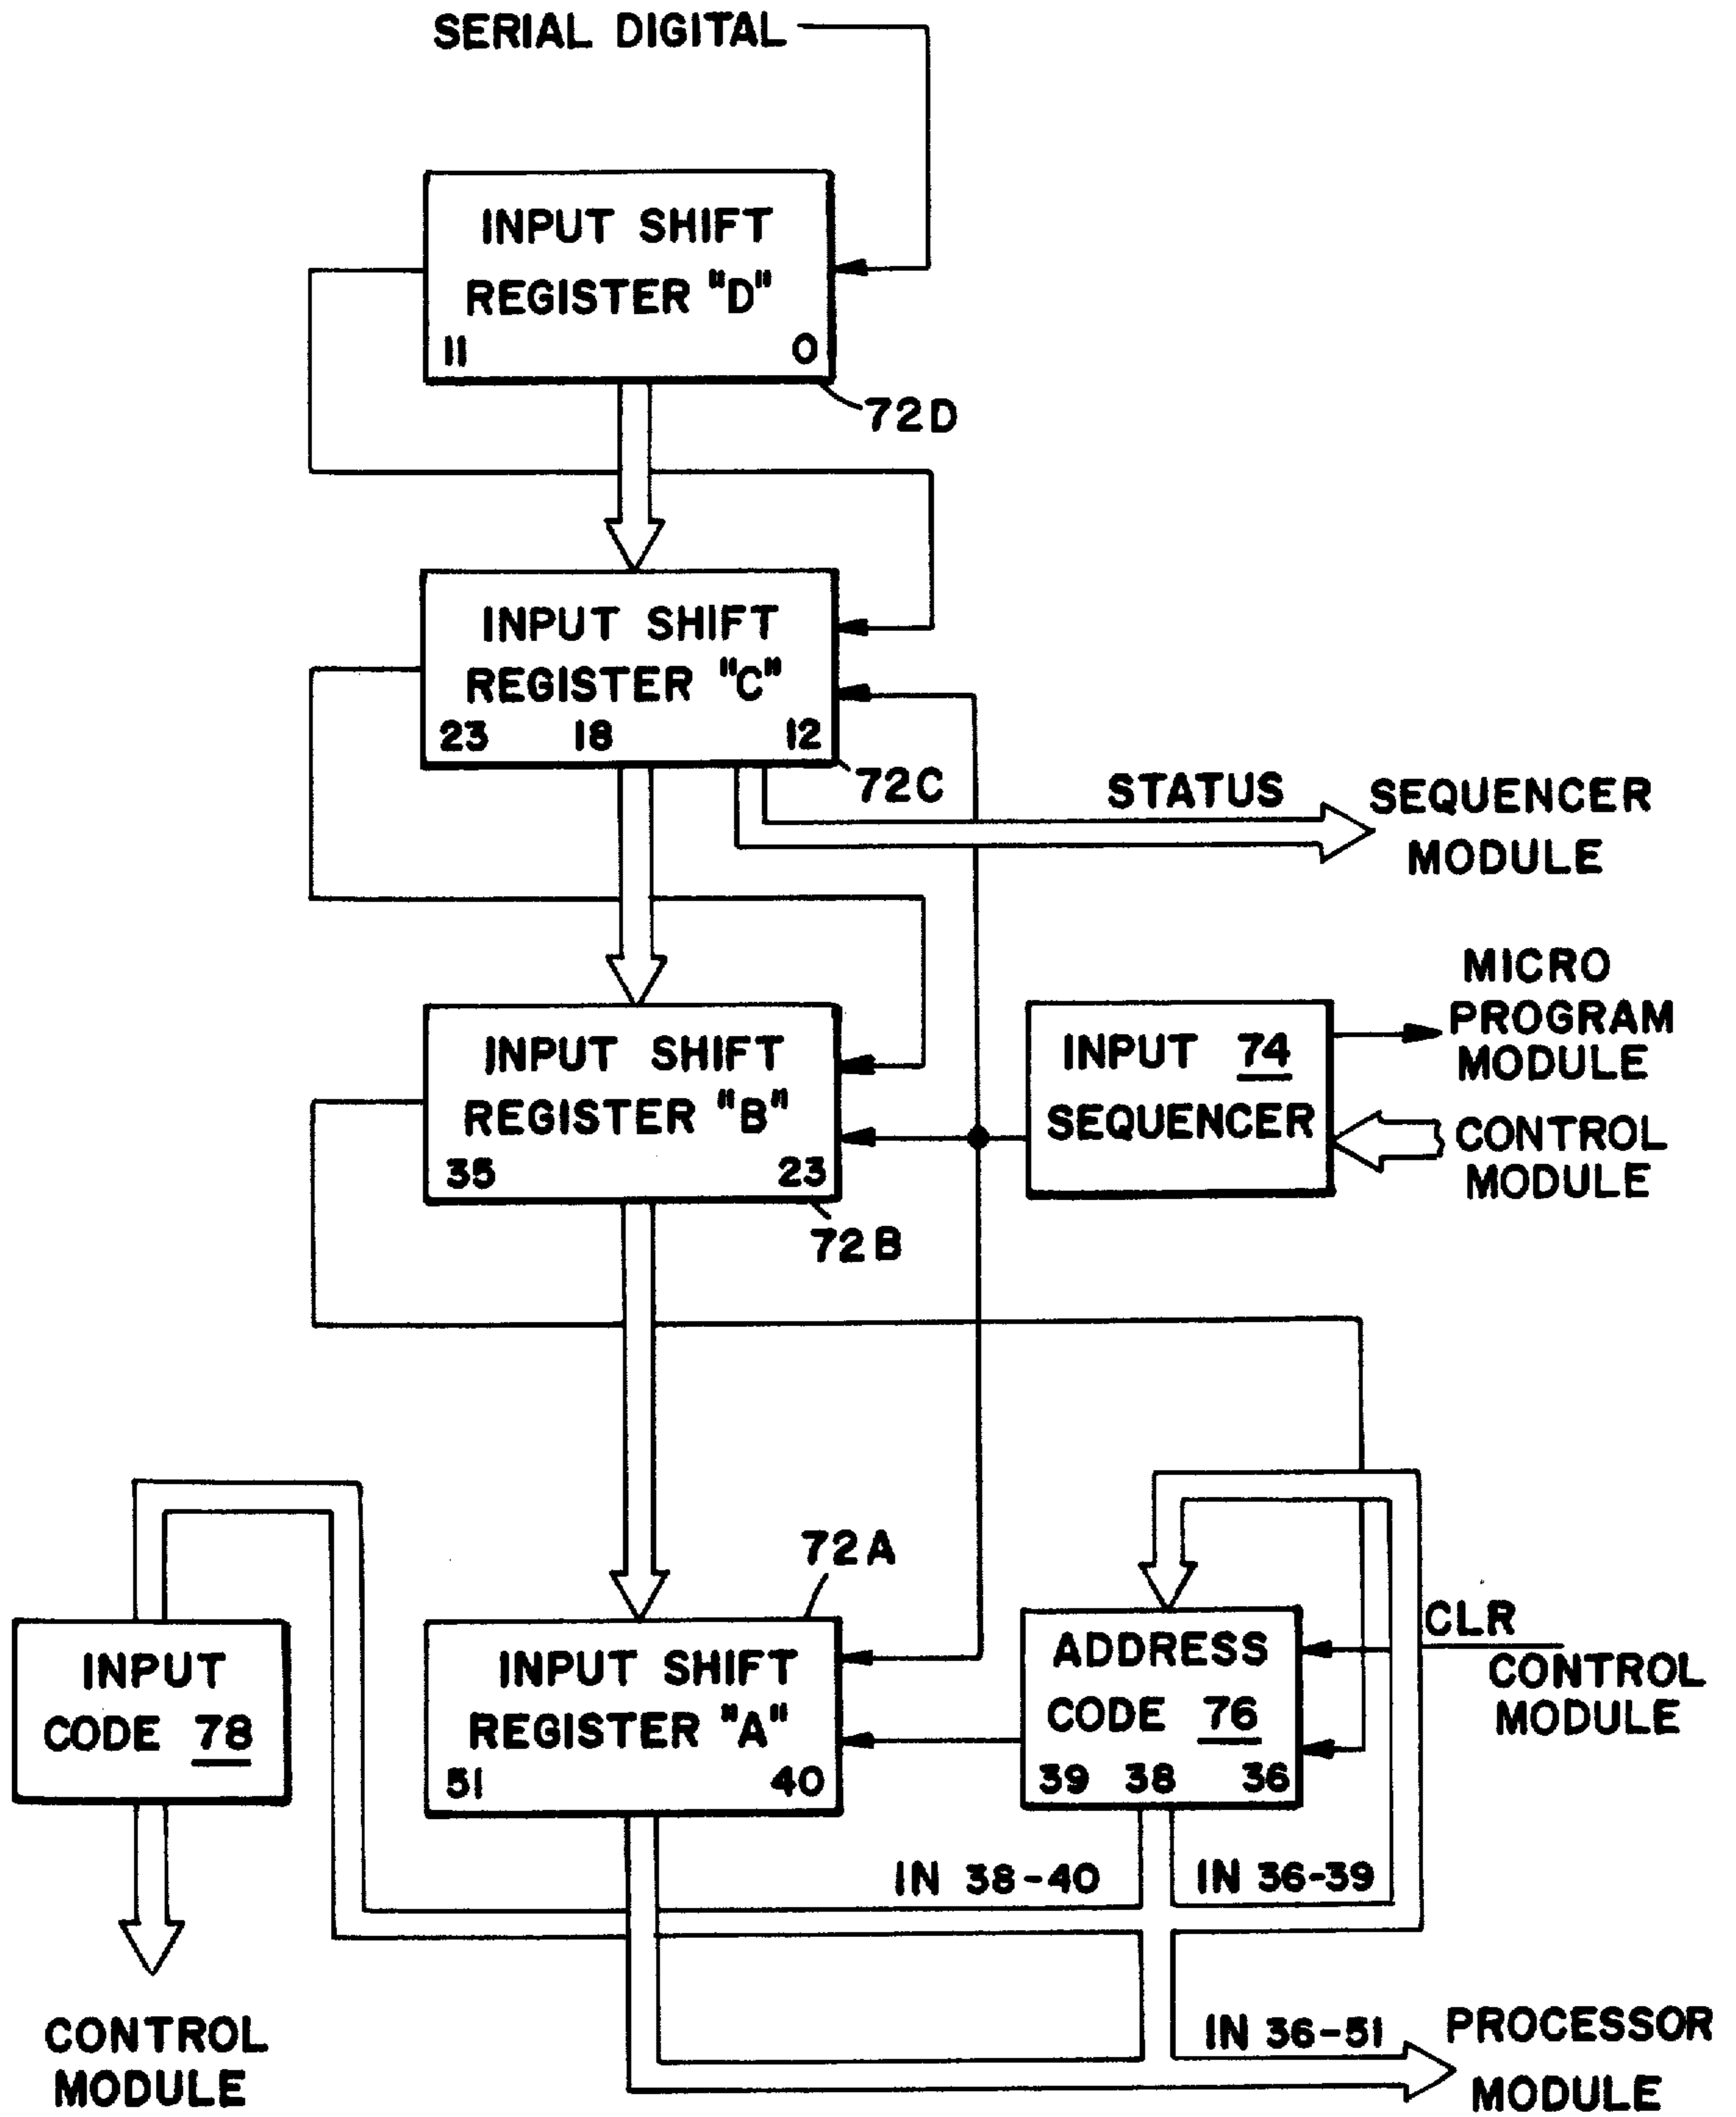 SERIAL DIGITAL
INPUT SHIFT
REGISTER "D"
11 0
72D
INPUT SHIFT
REGISTER "C"
23 18 12
72C
STATUS
SEQUENCER
MODULE
INPUT SHIFT
REGISTER "B"
35 23
72B
INPUT 74
SEQUENCER
MICRO
PROGRAM
MODULE
CONTROL
MODULE
72A
INPUT
CODE 78
INPUT SHIFT
REGISTER "A"
51 40
ADDRESS
CODE 76
39 38 36
CLR
CONTROL
MODULE
IN 38-40
IN 36-39
CONTROL
MODULE
IN 36-51
PROCESSOR
MODULE